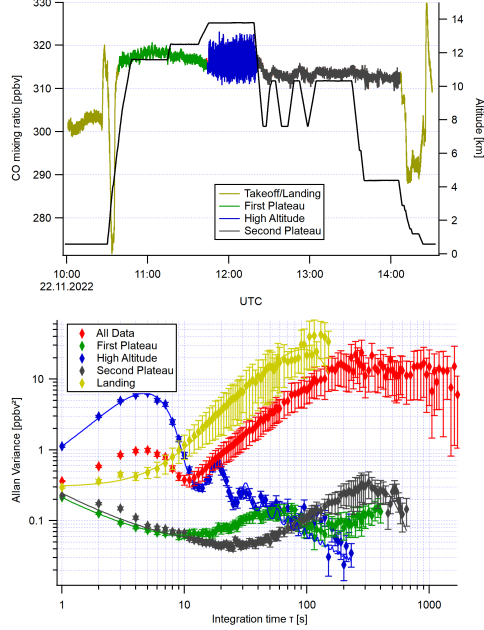 330
320
310
300
290
280
CO mixing ratio [ppbv]
14
12
10
8
6
4
2
0
Altitude [km]
Takeoff/Landing
First Plateau
High Altitude
Second Plateau
10:00
11:00
12:00
13:00
14:00
22.11.2022
UTC
10
1
0.1
Allan Variance [ppbv²]
All Data
First Plateau
High Altitude
Second Plateau
Landing
1
10
100
1000
Integration time τ [s]